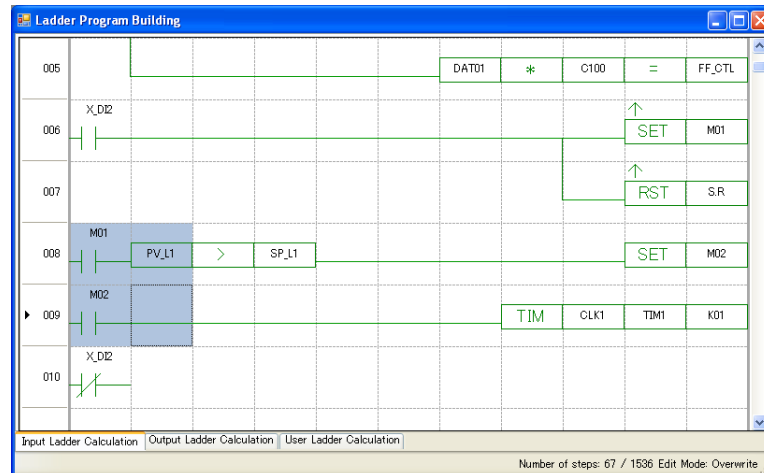 Ladder Program Building
005 DAT01 * C100 = FF_CTL
X_DI2
006 SET M01
007 RST S.R
M01
008 PV_L1 > SP_L1 SET M02
M02
009 TIM CLK1 TIM1 K01
X_DI2
010
Input Ladder Calculation Output Ladder Calculation User Ladder Calculation
Number of steps: 67 / 1536 Edit Mode: Overwrite